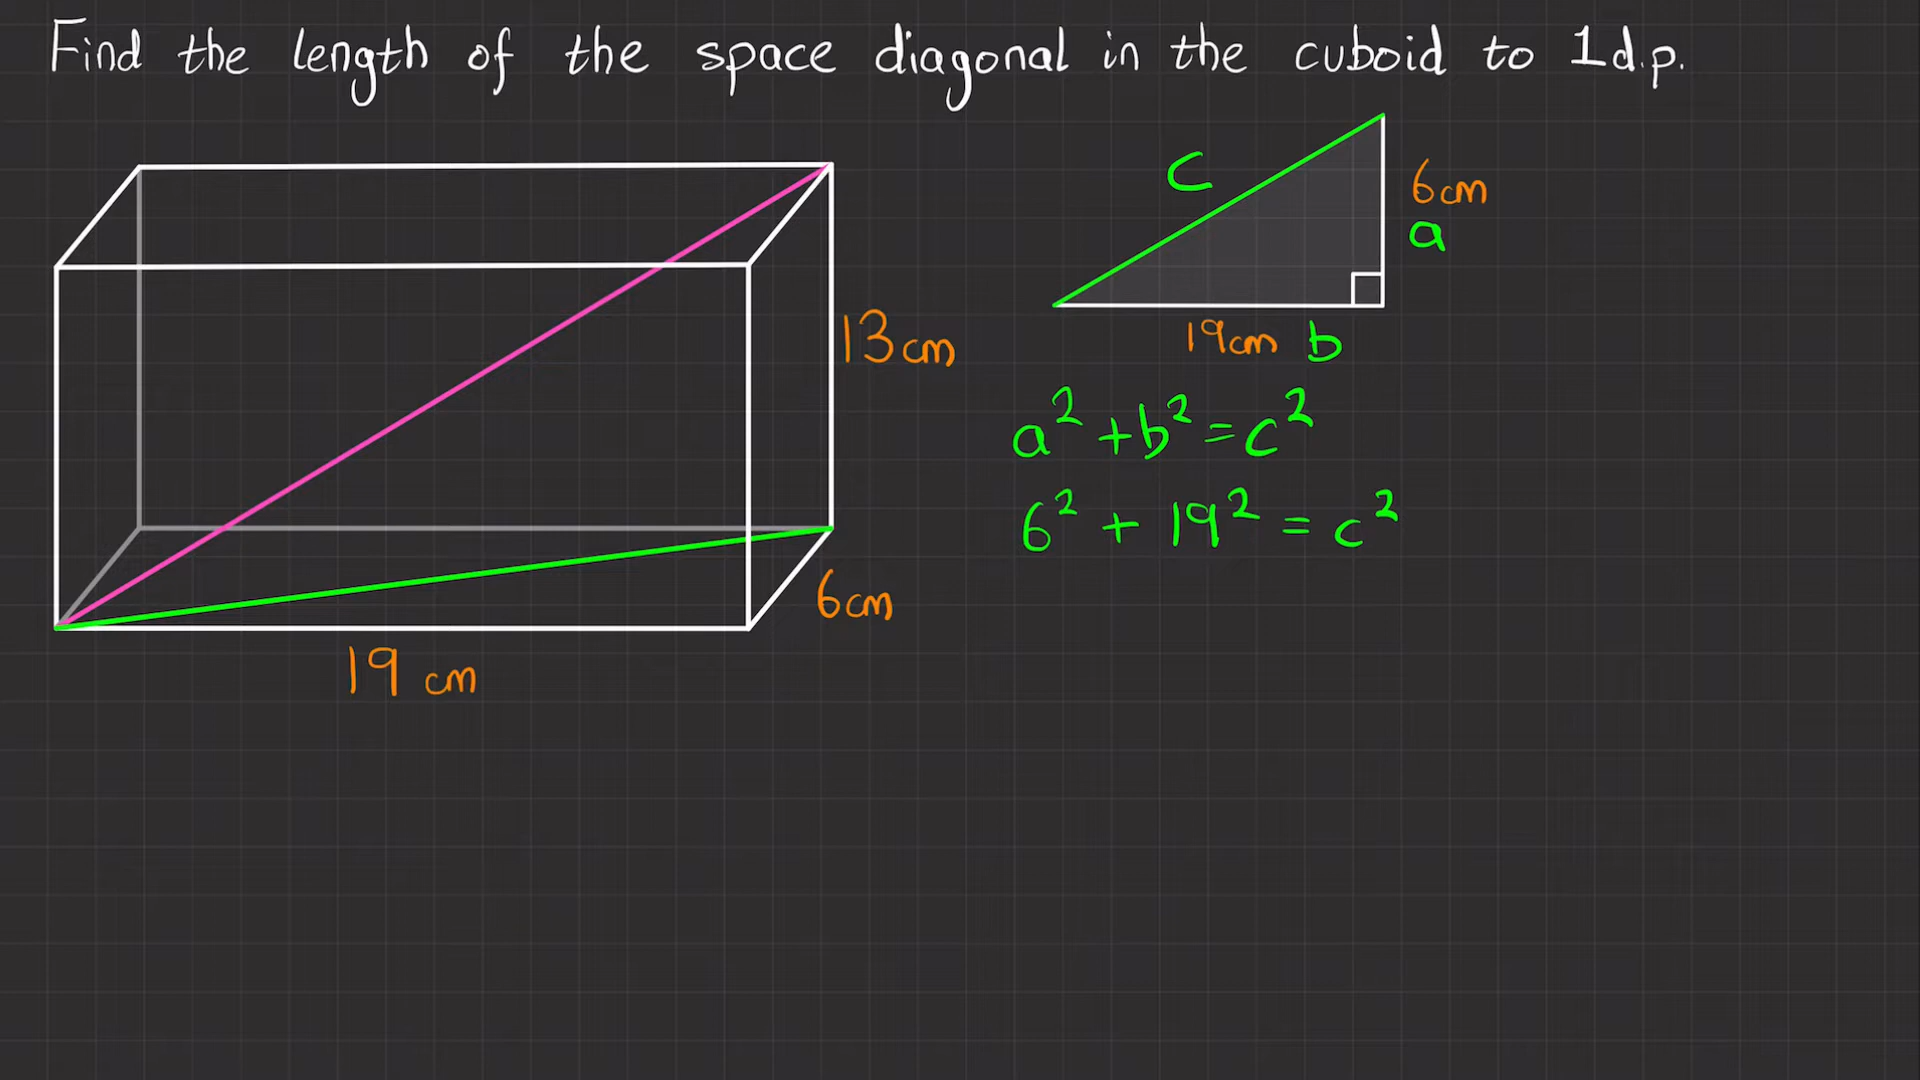 Find the length of the space diagonal in the cuboid to 1d.p.
13cm
6cm
19 cm
c
6cm
a
19cm b
a² + b² = c²
6² + 19² = c²